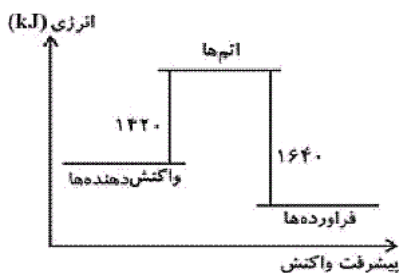 انرژی (kJ)
اتم‌ها
۱۴۲۰
۱۶۴۰
واکنش‌دهنده‌ها
فراورده‌ها
پیشرفت واکنش